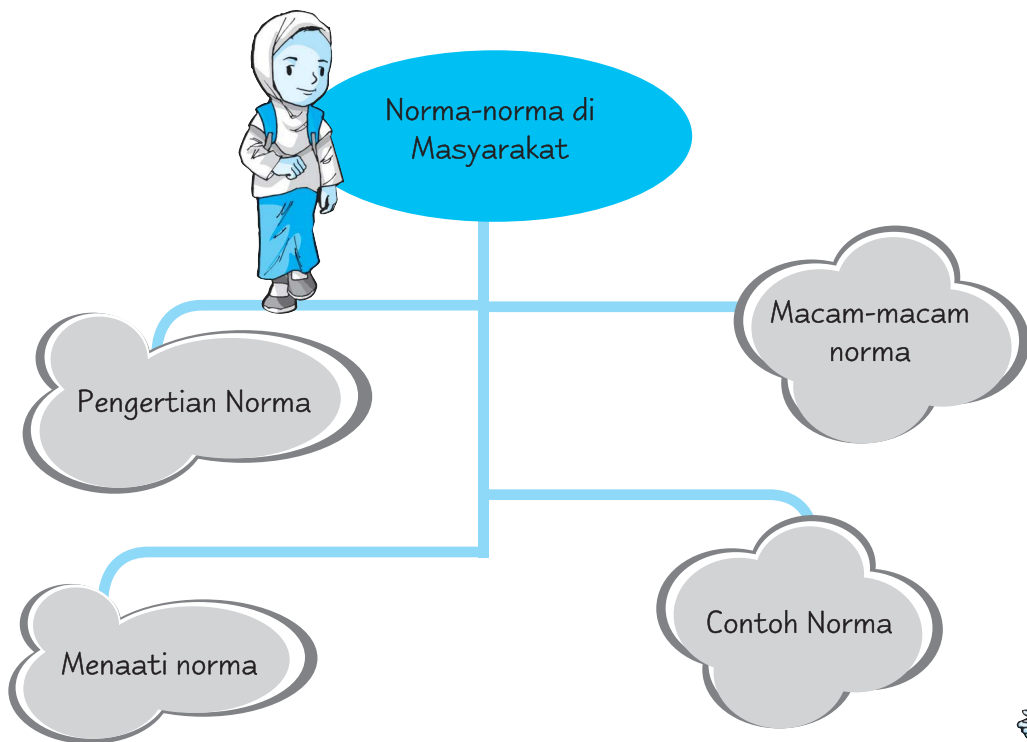 Norma-norma di
Masyarakat
Macam-macam
norma
Pengertian Norma
Contoh Norma
Menaati norma